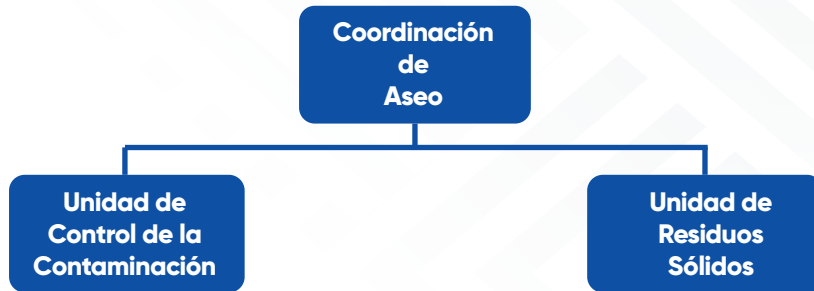 Coordinación
de
Aseo
Unidad de
Control de la
Contaminación
Unidad de
Residuos
Sólidos